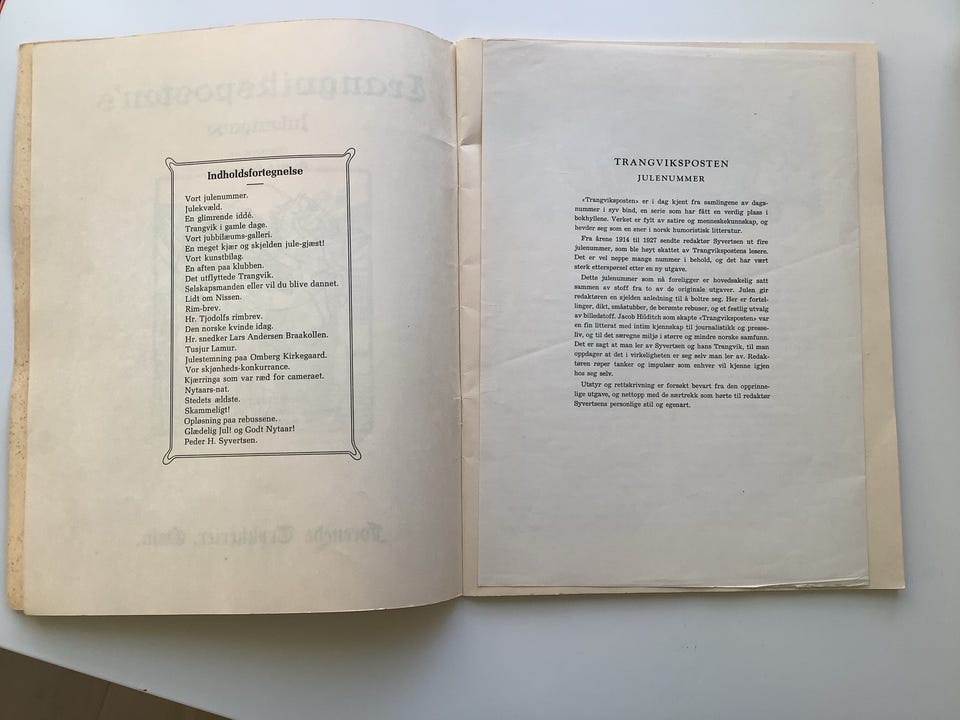 Indholdsfortegnelse
Vort julenummer.
Julekvæld.
En glimrende iddé.
Trangvik i gamle dage.
Vort jubbilæums-galleri.
En meget kjær og skjelden jule-gjæst!
Vort kunstbilag.
En aften paa klubben.
Det utflyttede Trangvik.
Selskapsmanden eller vil du blive dannet.
Lidt om Nissen.
Rim-brev.
Hr. Tjodolfs rimbrev.
Den norske kvinde idag.
Hr. snedker Lars Andersen Braakollen.
Tusjur Lamur.
Julestemning paa Omberg Kirkegaard.
Vor skjønheds-konkurrance.
Kjærringa som var ræd for cameraet.
Nytaars-nat.
Stedets ældste.
Skammeligt!
Opløsning paa rebussene.
Glædelig Jul! og Godt Nytaar!
Peder H. Syvertsen.
TRANGVIKSPOSTEN
JULENUMMER
«Trangviksposten» er i dag kjent fra samlingene av dags-
nummer i syv bind, en serie som har fått en verdig plass i
bokhyllene. Verket er fylt av satire og menneskekunnskap, og
hevder seg som en ener i norsk humoristisk litteratur.
Fra årene 1914 til 1927 sendte redaktør Syvertsen ut fire
julenummer, som ble høyt skattet av Trangvikspostens lesere.
Det er vel neppe mange nummer i behold, og det har vært
sterk etterspørsel etter en ny utgave.
Dette julenummer som nå foreligger er hovedsakelig satt
sammen av stoff fra to av de originale utgaver. Julen gir
redaktøren en sjelden anledning til å boltre seg. Her er fortel-
linger, dikt, småstubber, de berømte rebuser, og et festlig utvalg
av billedstoff. Jacob Hilditch som skapte «Trangviksposten» var
en fin litterat med intim kjennskap til journalistikk og presse-
liv, og til det særegne miljø i større og mindre norske samfunn.
Det er sagt at man ler av Syvertsen og hans Trangvik, til man
oppdager at det i virkeligheten er seg selv man ler av. Redak-
tøren røper tanker og impulser som enhver vil kjenne igjen
hos seg selv.
Utstyr og rettskrivning er forsøkt bevart fra den opprinne-
lige utgave, og nettopp med de særtrekk som hørte til redaktør
Syvertsens personlige stil og egenart.